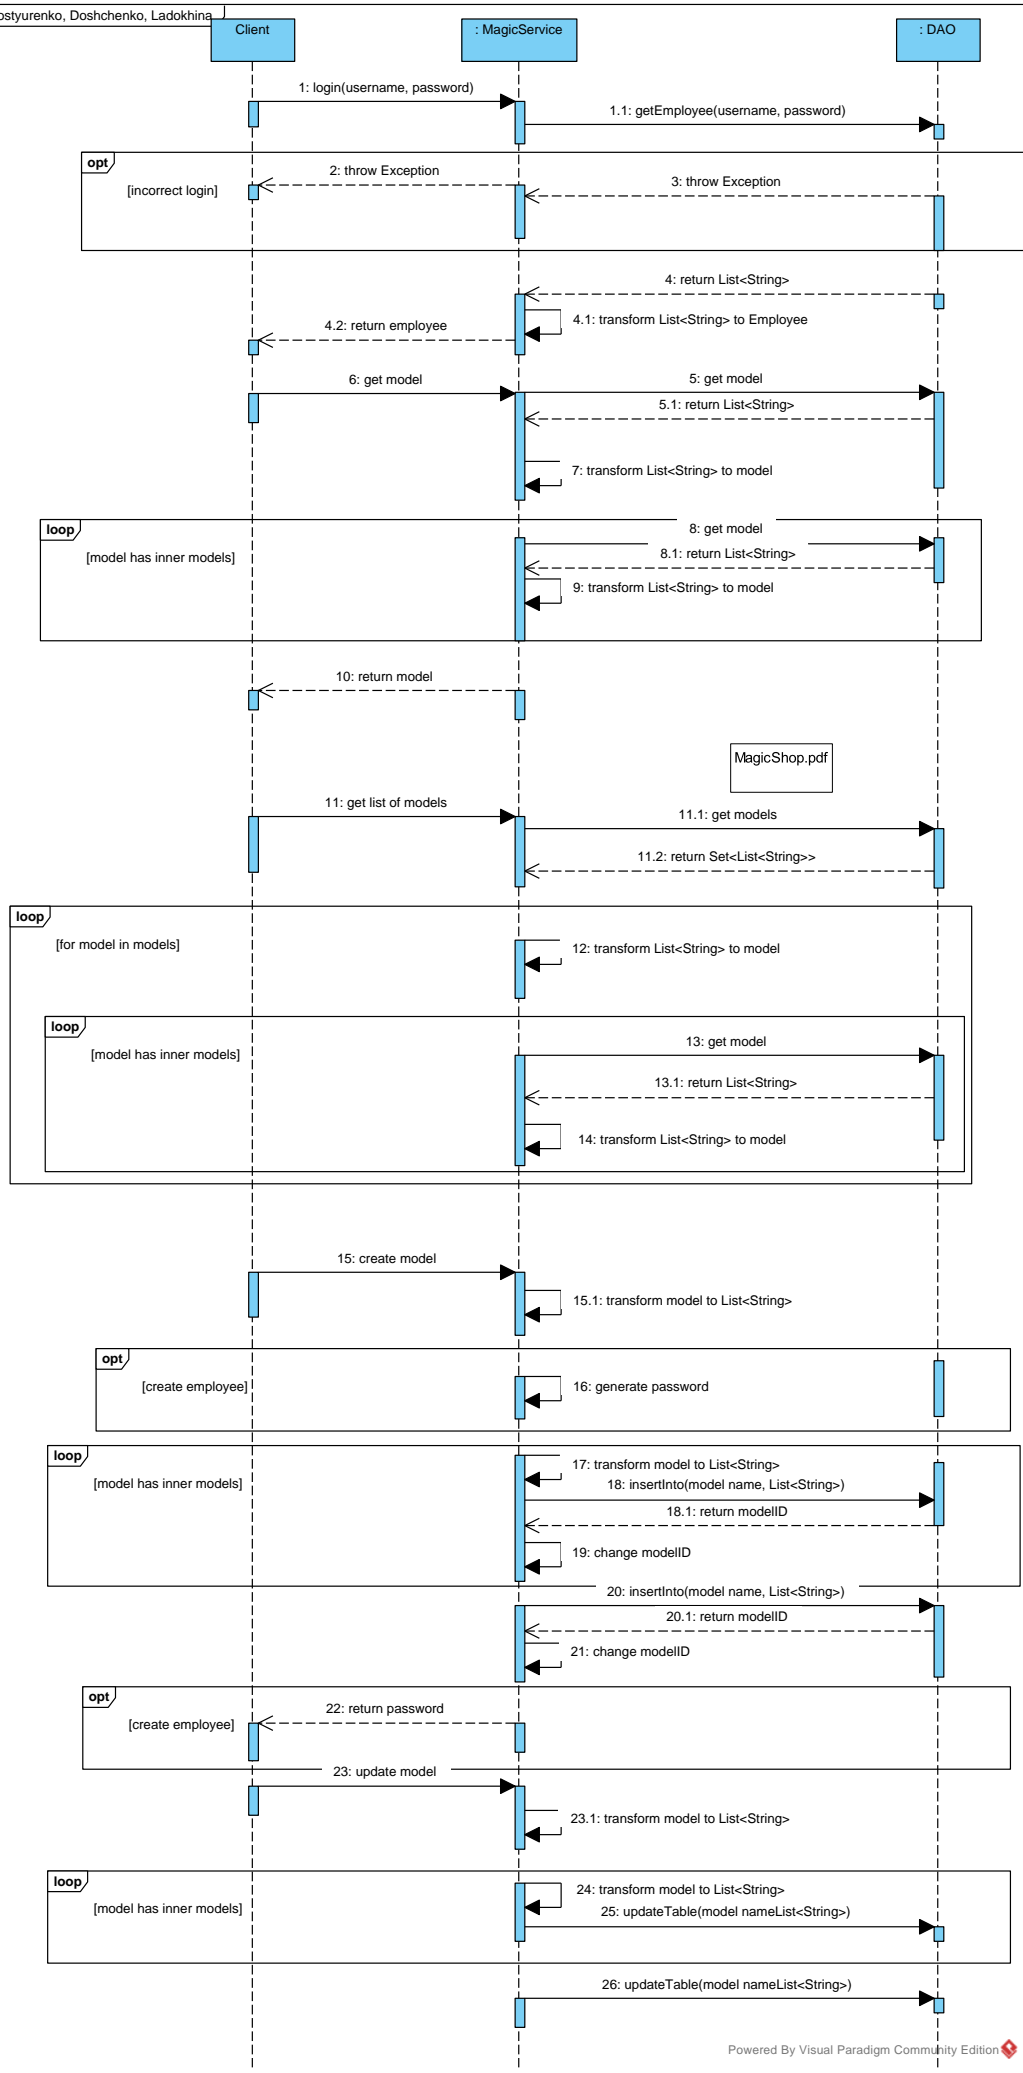 ostyurenko, Doshchenko, Ladokhina
Client
: MagicService
: DAO
1: login(username, password)
1.1: getEmployee(username, password)
opt
[incorrect login]
2: throw Exception
3: throw Exception
4: return List<String>
4.1: transform List<String> to Employee
4.2: return employee
6: get model
5: get model
5.1: return List<String>
7: transform List<String> to model
loop
[model has inner models]
8: get model
8.1: return List<String>
9: transform List<String> to model
10: return model
MagicShop.pdf
11: get list of models
11.1: get models
11.2: return Set<List<String>>
loop
[for model in models]
12: transform List<String> to model
loop
[model has inner models]
13: get model
13.1: return List<String>
14: transform List<String> to model
15: create model
15.1: transform model to List<String>
opt
[create employee]
16: generate password
loop
[model has inner models]
17: transform model to List<String>
18: insertInto(model name, List<String>)
18.1: return modelID
19: change modelID
20: insertInto(model name, List<String>)
20.1: return modelID
21: change modelID
opt
[create employee]
22: return password
23: update model
23.1: transform model to List<String>
loop
[model has inner models]
24: transform model to List<String>
25: updateTable(model nameList<String>)
26: updateTable(model nameList<String>)
Powered By Visual Paradigm Community Edition